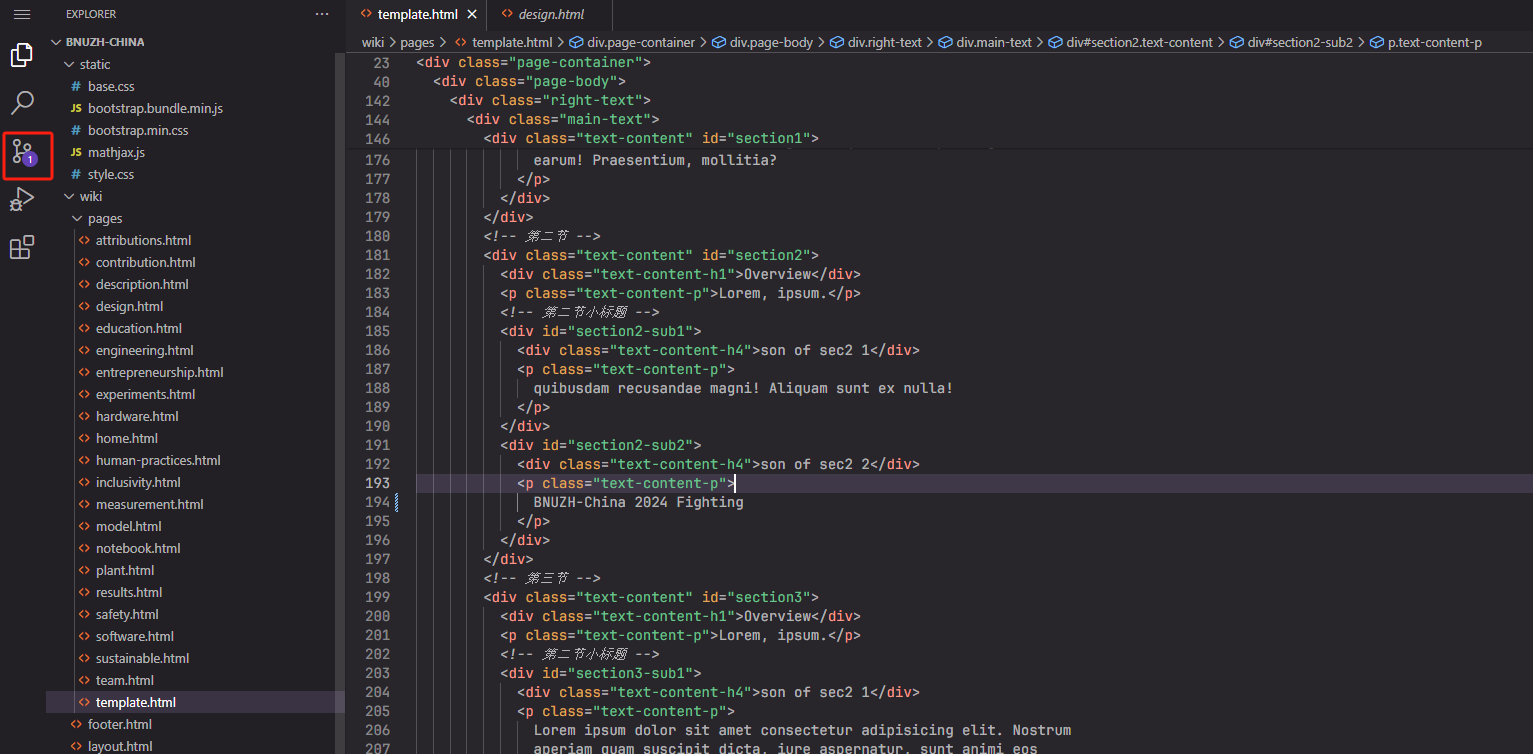 EXPLORER
BNUZH-CHINA
static
# base.css
JS bootstrap.bundle.min.js
# bootstrap.min.css
JS mathjax.js
# style.css
wiki
pages
<> attributions.html
<> contribution.html
<> description.html
<> design.html
<> education.html
<> engineering.html
<> entrepreneurship.html
<> experiments.html
<> hardware.html
<> home.html
<> human-practices.html
<> inclusivity.html
<> measurement.html
<> model.html
<> notebook.html
<> plant.html
<> results.html
<> safety.html
<> software.html
<> sustainable.html
<> team.html
<> template.html
<> footer.html
<> layout.html
1
<> template.html
<> design.html
wiki > pages > <> template.html > div.page-container > div.page-body > div.right-text > div.main-text > div#section2.text-content > div#section2-sub2 > p.text-content-p
23 <div class="page-container">
40 <div class="page-body">
142 <div class="right-text">
144 <div class="main-text">
146 <div class="text-content" id="section1">
176 earum! Praesentium, mollitia?
177 </p>
178 </div>
179 </div>
180 <!-- 第二节 -->
181 <div class="text-content" id="section2">
182 <div class="text-content-h1">Overview</div>
183 <p class="text-content-p">Lorem, ipsum.</p>
184 <!-- 第二节小标题 -->
185 <div id="section2-sub1">
186 <div class="text-content-h4">son of sec2 1</div>
187 <p class="text-content-p">
188 quibusdam recusandae magni! Aliquam sunt ex nulla!
189 </p>
190 </div>
191 <div id="section2-sub2">
192 <div class="text-content-h4">son of sec2 2</div>
193 <p class="text-content-p">
194 BNUZH-China 2024 Fighting
195 </p>
196 </div>
197 </div>
198 <!-- 第三节 -->
199 <div class="text-content" id="section3">
200 <div class="text-content-h1">Overview</div>
201 <p class="text-content-p">Lorem, ipsum.</p>
202 <!-- 第二节小标题 -->
203 <div id="section3-sub1">
204 <div class="text-content-h4">son of sec2 1</div>
205 <p class="text-content-p">
206 Lorem ipsum dolor sit amet consectetur adipisicing elit. Nostrum
207 aperiam quam suscipit dicta, iure aspernatur, sunt animi eos